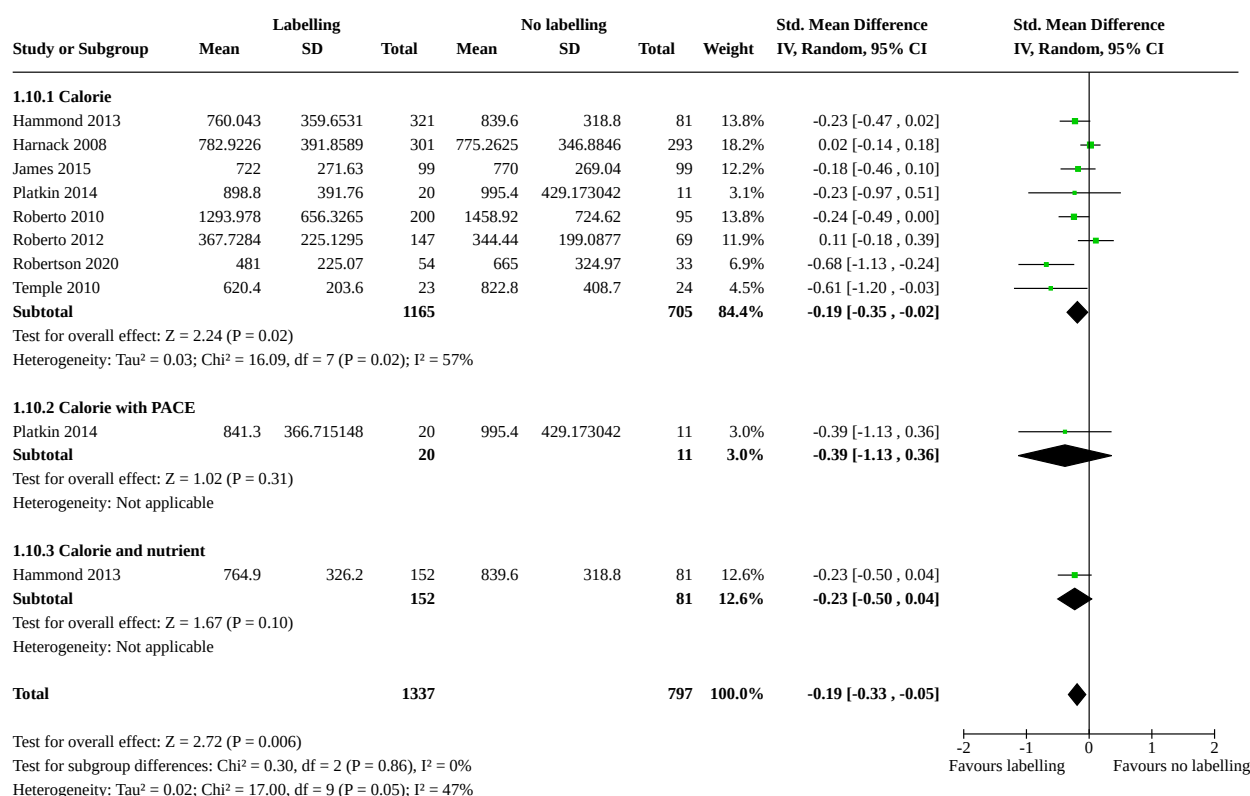 Labelling No labelling Std. Mean Difference Std. Mean Difference
Study or Subgroup Mean SD Total Mean SD Total Weight IV, Random, 95% CI IV, Random, 95% CI
1.10.1 Calorie
Hammond 2013 760.043 359.6531 321 839.6 318.8 81 13.8% -0.23 [-0.47 , 0.02]
Harnack 2008 782.9226 391.8589 301 775.2625 346.8846 293 18.2% 0.02 [-0.14 , 0.18]
James 2015 722 271.63 99 770 269.04 99 12.2% -0.18 [-0.46 , 0.10]
Platkin 2014 898.8 391.76 20 995.4 429.173042 11 3.1% -0.23 [-0.97 , 0.51]
Roberto 2010 1293.978 656.3265 200 1458.92 724.62 95 13.8% -0.24 [-0.49 , 0.00]
Roberto 2012 367.7284 225.1295 147 344.44 199.0877 69 11.9% 0.11 [-0.18 , 0.39]
Robertson 2020 481 225.07 54 665 324.97 33 6.9% -0.68 [-1.13 , -0.24]
Temple 2010 620.4 203.6 23 822.8 408.7 24 4.5% -0.61 [-1.20 , -0.03]
Subtotal 1165 705 84.4% -0.19 [-0.35 , -0.02]
Test for overall effect: Z = 2.24 (P = 0.02)
Heterogeneity: Tau² = 0.03; Chi² = 16.09, df = 7 (P = 0.02); I² = 57%
1.10.2 Calorie with PACE
Platkin 2014 841.3 366.715148 20 995.4 429.173042 11 3.0% -0.39 [-1.13 , 0.36]
Subtotal 20 11 3.0% -0.39 [-1.13 , 0.36]
Test for overall effect: Z = 1.02 (P = 0.31)
Heterogeneity: Not applicable
1.10.3 Calorie and nutrient
Hammond 2013 764.9 326.2 152 839.6 318.8 81 12.6% -0.23 [-0.50 , 0.04]
Subtotal 152 81 12.6% -0.23 [-0.50 , 0.04]
Test for overall effect: Z = 1.67 (P = 0.10)
Heterogeneity: Not applicable
Total 1337 797 100.0% -0.19 [-0.33 , -0.05]
Test for overall effect: Z = 2.72 (P = 0.006)
-2 -1 0 1 2
Test for subgroup differences: Chi² = 0.30, df = 2 (P = 0.86), I² = 0% Favours labelling Favours no labelling
Heterogeneity: Tau² = 0.02; Chi² = 17.00, df = 9 (P = 0.05); I² = 47%